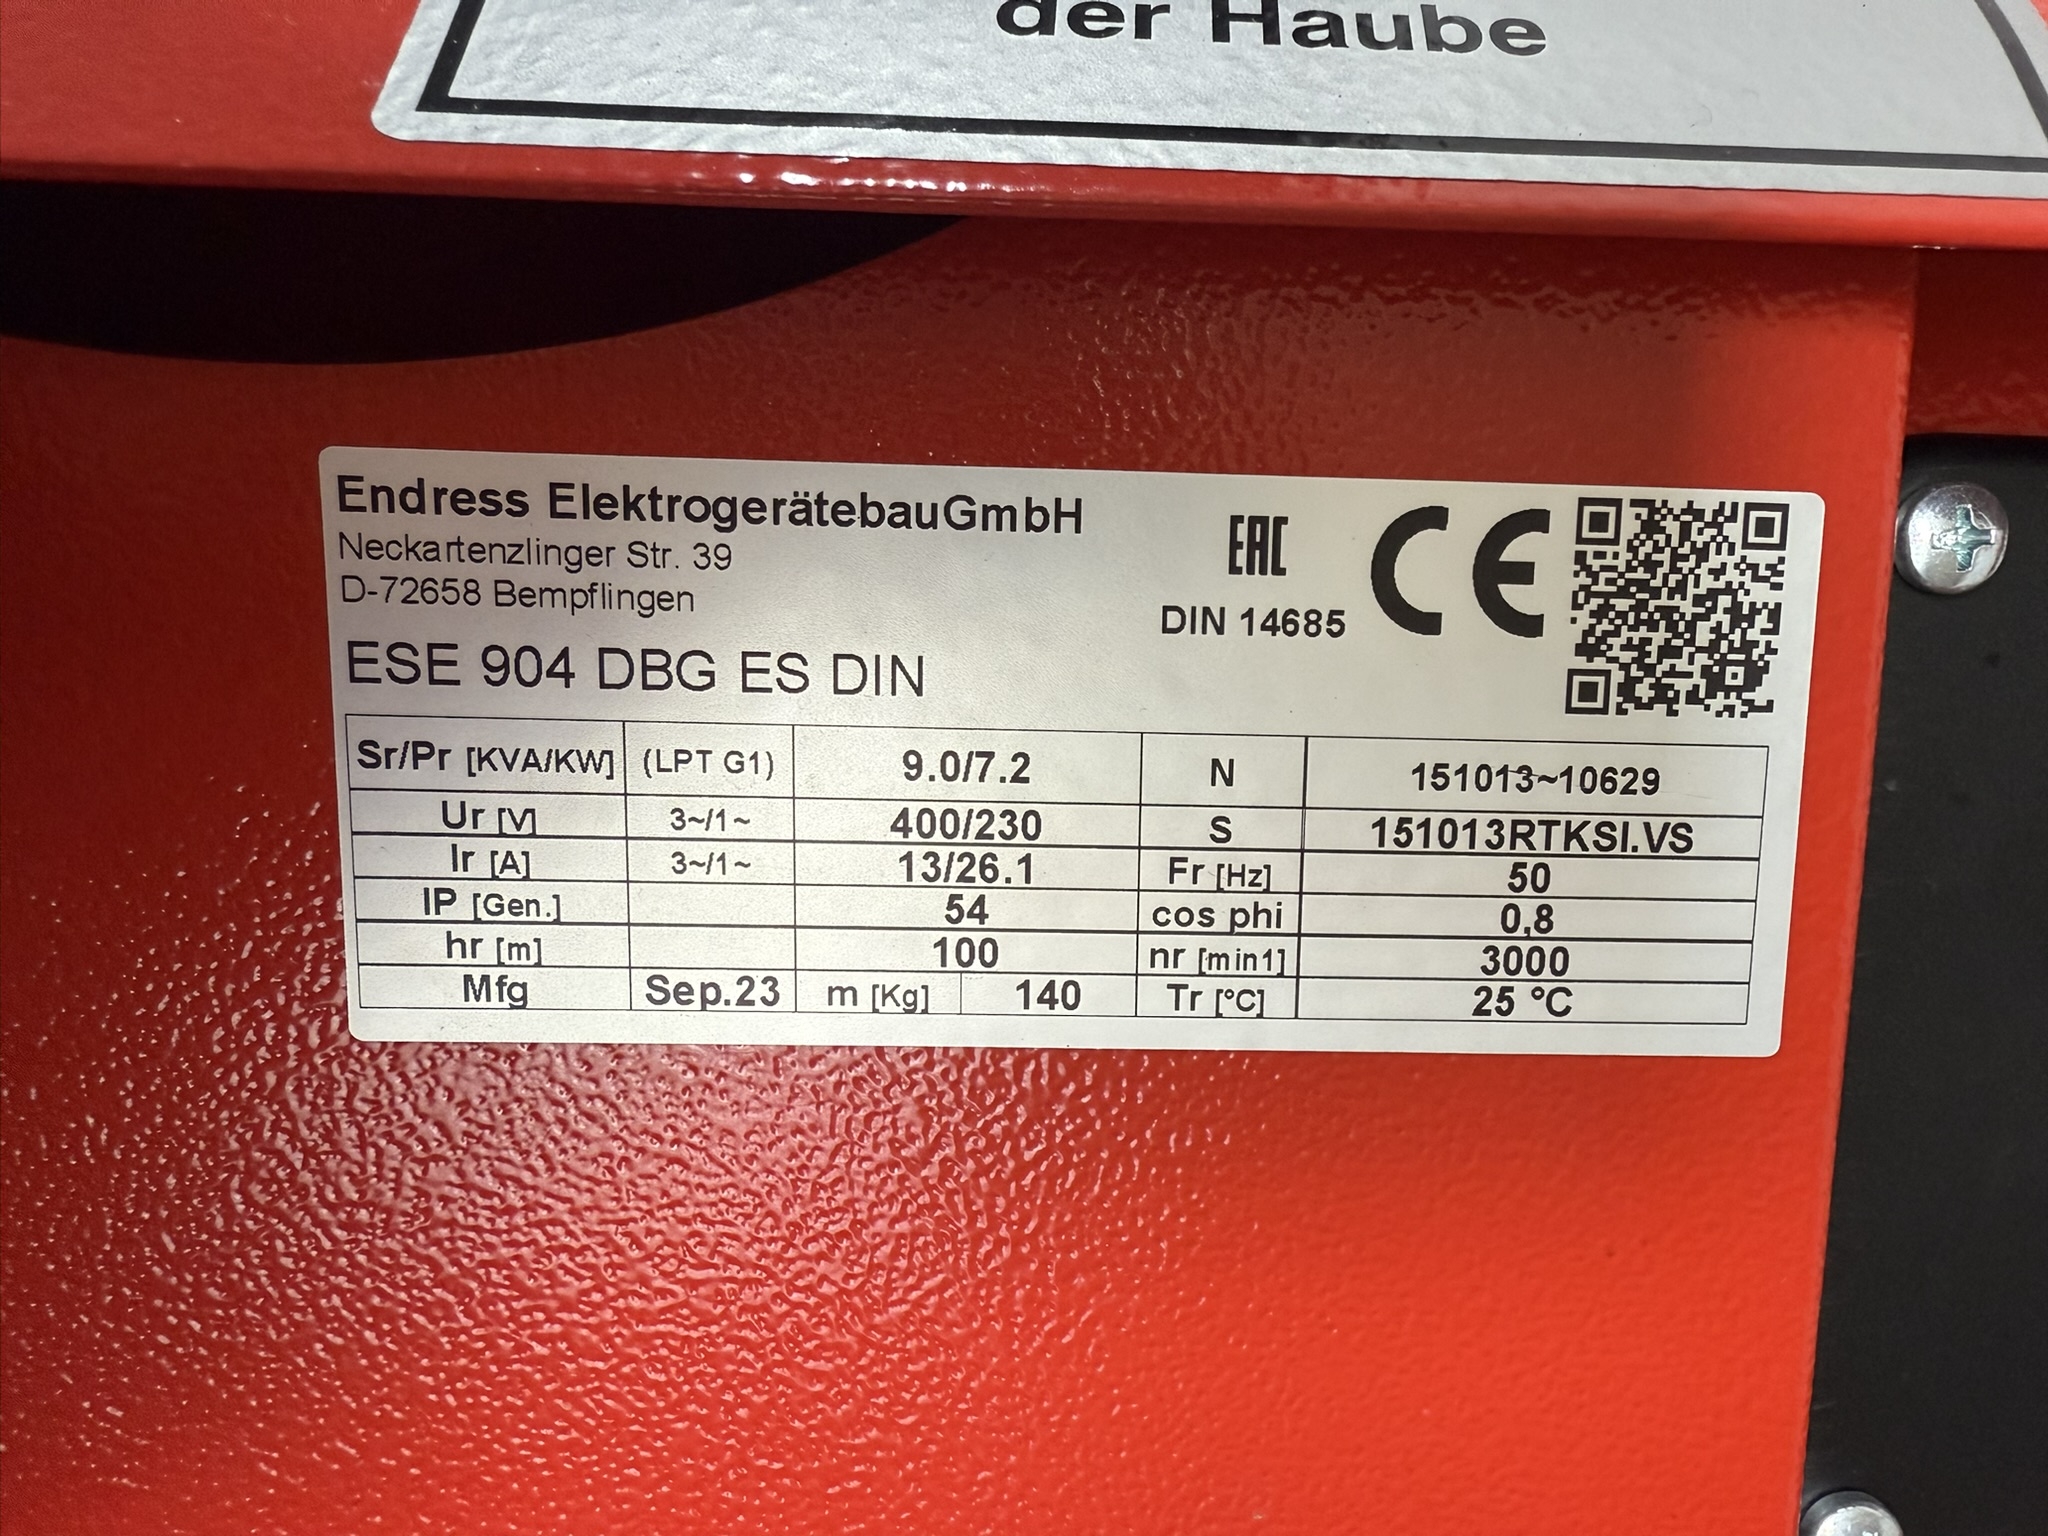 der Haube
Endress ElektrogerätebauGmbH
Neckartenzlinger Str. 39
D-72658 Bempflingen
EAC CE
DIN 14685
ESE 904 DBG ES DIN
Sr/Pr [KVA/KW] (LPT G1) 9.0/7.2 N 151013~10629
Ur [V] 3~/1~ 400/230 S 151013RTKSI.VS
Ir [A] 3~/1~ 13/26.1 Fr [Hz] 50
IP [Gen.] 54 cos phi 0,8
hr [m] 100 nr [min1] 3000
Mfg Sep.23 m [Kg] 140 Tr [°C] 25 °C